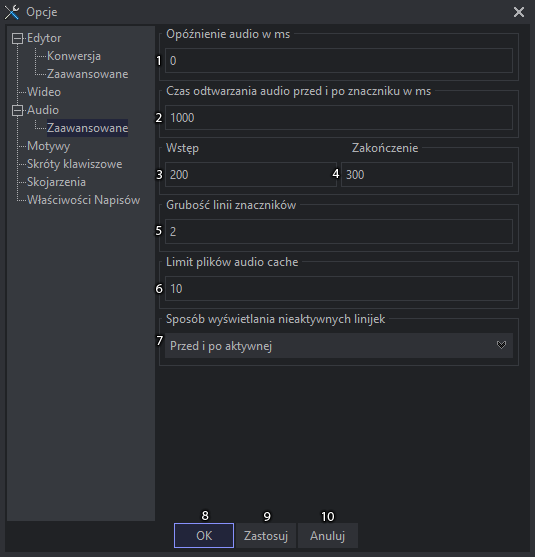 Opcje
Edytor
Konwersja
Zaawansowane
Wideo
Audio
Zaawansowane
Motywy
Skróty klawiszowe
Skojarzenia
Właściwości Napisów
Opóźnienie audio w ms
1 0
Czas odtwarzania audio przed i po znaczniku w ms
2 1000
Wstęp Zakończenie
3 200 4 300
Grubość linii znaczników
5 2
Limit plików audio cache
6 10
Sposób wyświetlania nieaktywnych linijek
7 Przed i po aktywnej
8 9 10
OK Zastosuj Anuluj